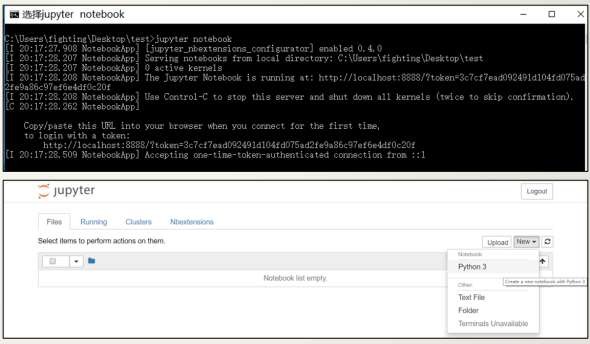 选择jupyter notebook
C:\Users\fighting\Desktop\test>jupyter notebook
[I 20:17:27.908 NotebookApp] [jupyter_nbextensions_configurator] enabled 0.4.0
[I 20:17:28.207 NotebookApp] Serving notebooks from local directory: C:\Users\fighting\Desktop\test
[I 20:17:28.207 NotebookApp] 0 active kernels
[I 20:17:28.208 NotebookApp] The Jupyter Notebook is running at: http://localhost:8888/?token=3c7cf7ead092491d104fd075ad
2fe9a86c97ef6e4df0c20f
[I 20:17:28.208 NotebookApp] Use Control-C to stop this server and shut down all kernels (twice to skip confirmation).
[C 20:17:28.262 NotebookApp]
Copy/paste this URL into your browser when you connect for the first time,
to login with a token:
http://localhost:8888/?token=3c7cf7ead092491d104fd075ad2fe9a86c97ef6e4df0c20f
[I 20:17:28.509 NotebookApp] Accepting one-time-token-authenticated connection from ::1
jupyter
Logout
Files Running Clusters Nbextensions
Select items to perform actions on them.
Upload New
Notebook
Python 3
Notebook list empty.
Create a new notebook with Python 3
Other
Text File
Folder
Terminals Unavailable